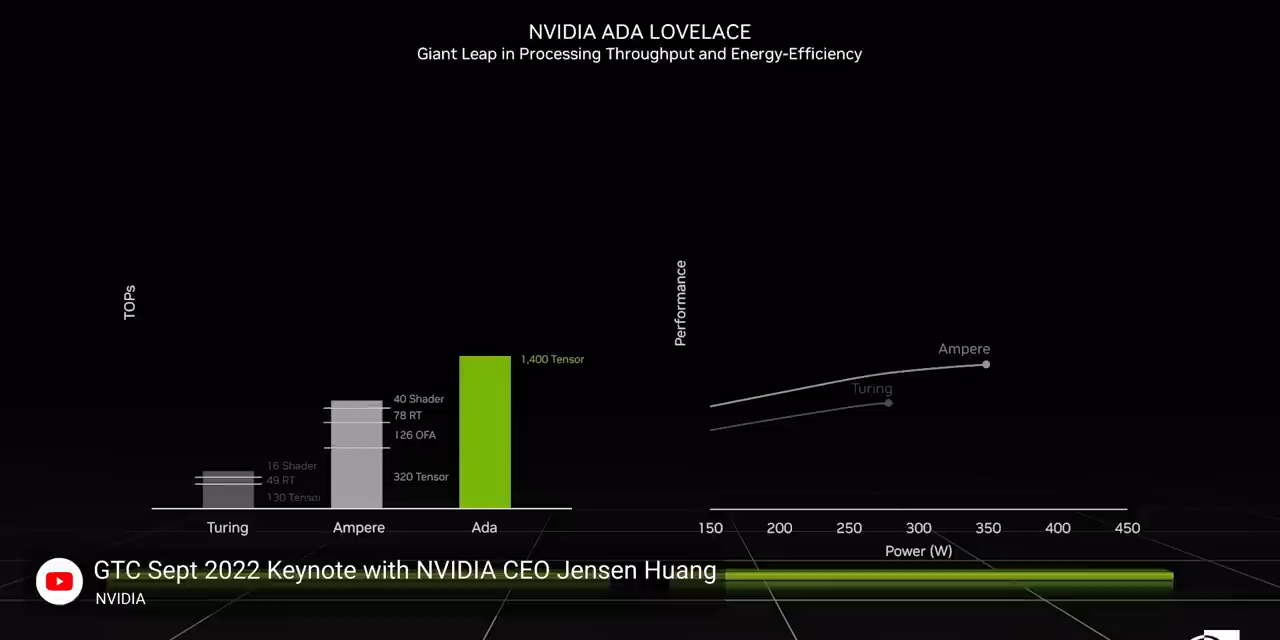 NVIDIA ADA LOVELACE
Giant Leap in Processing Throughput and Energy-Efficiency
TOPs
1,400 Tensor
40 Shader
78 RT
126 OFA
320 Tensor
16 Shader
49 RT
130 Tensor
Turing
Ampere
Ada
Performance
Ampere
Turing
150 200 250 300 350 400 450
Power (W)
GTC Sept 2022 Keynote with NVIDIA CEO Jensen Huang
NVIDIA